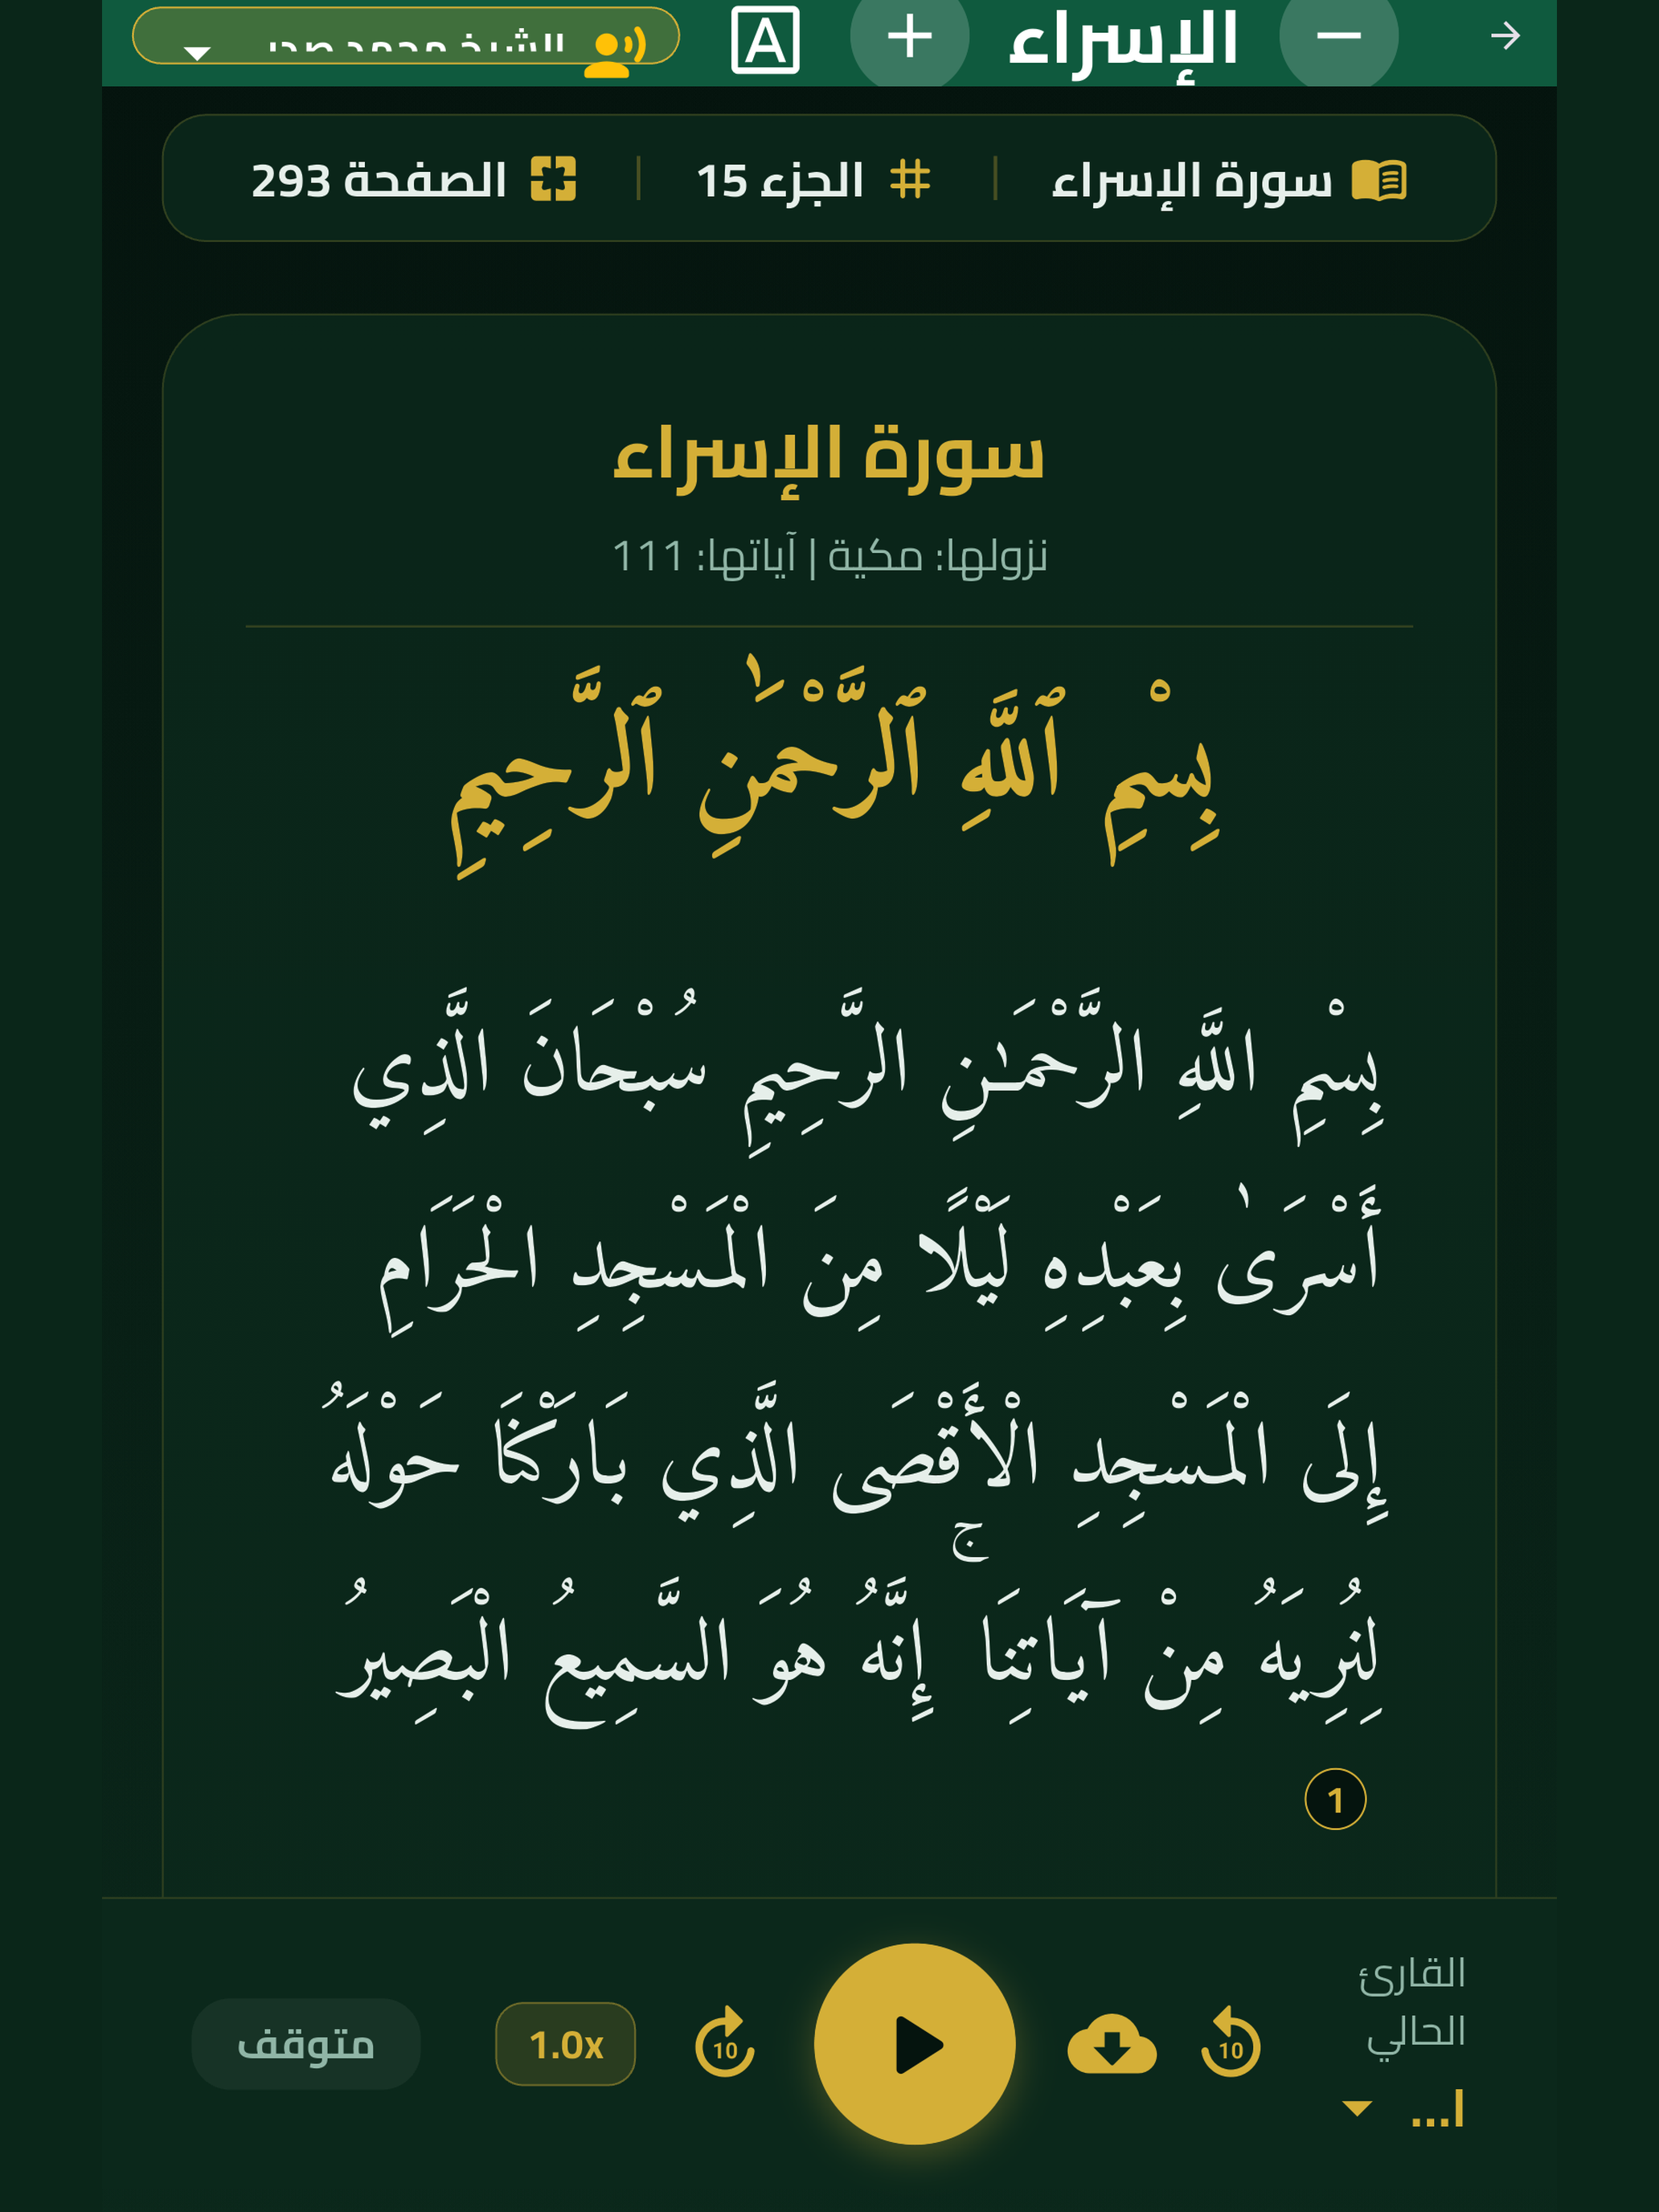 الإسراء
A
سورة الإسراء
الجزء 15
الصفحة 293
سورة الإسراء
نزولها: مكية | آياتها: 111
بِسْمِ ٱللَّهِ ٱلرَّحْمَٰنِ ٱلرَّحِيمِ
بِسْمِ اللَّهِ الرَّحْمَـٰنِ الرَّحِيمِ سُبْحَانَ الَّذِي
أَسْرَىٰ بِعَبْدِهِ لَيْلًا مِنَ الْمَسْجِدِ الْحَرَامِ
إِلَى الْمَسْجِدِ الْأَقْصَى الَّذِي بَارَكْنَا حَوْلَهُ
لِنُرِيَهُ مِنْ آيَاتِنَا ۚ إِنَّهُ هُوَ السَّمِيعُ الْبَصِيرُ
1
القارئ
الحالي
ا...
10
10
1.0x
متوقف